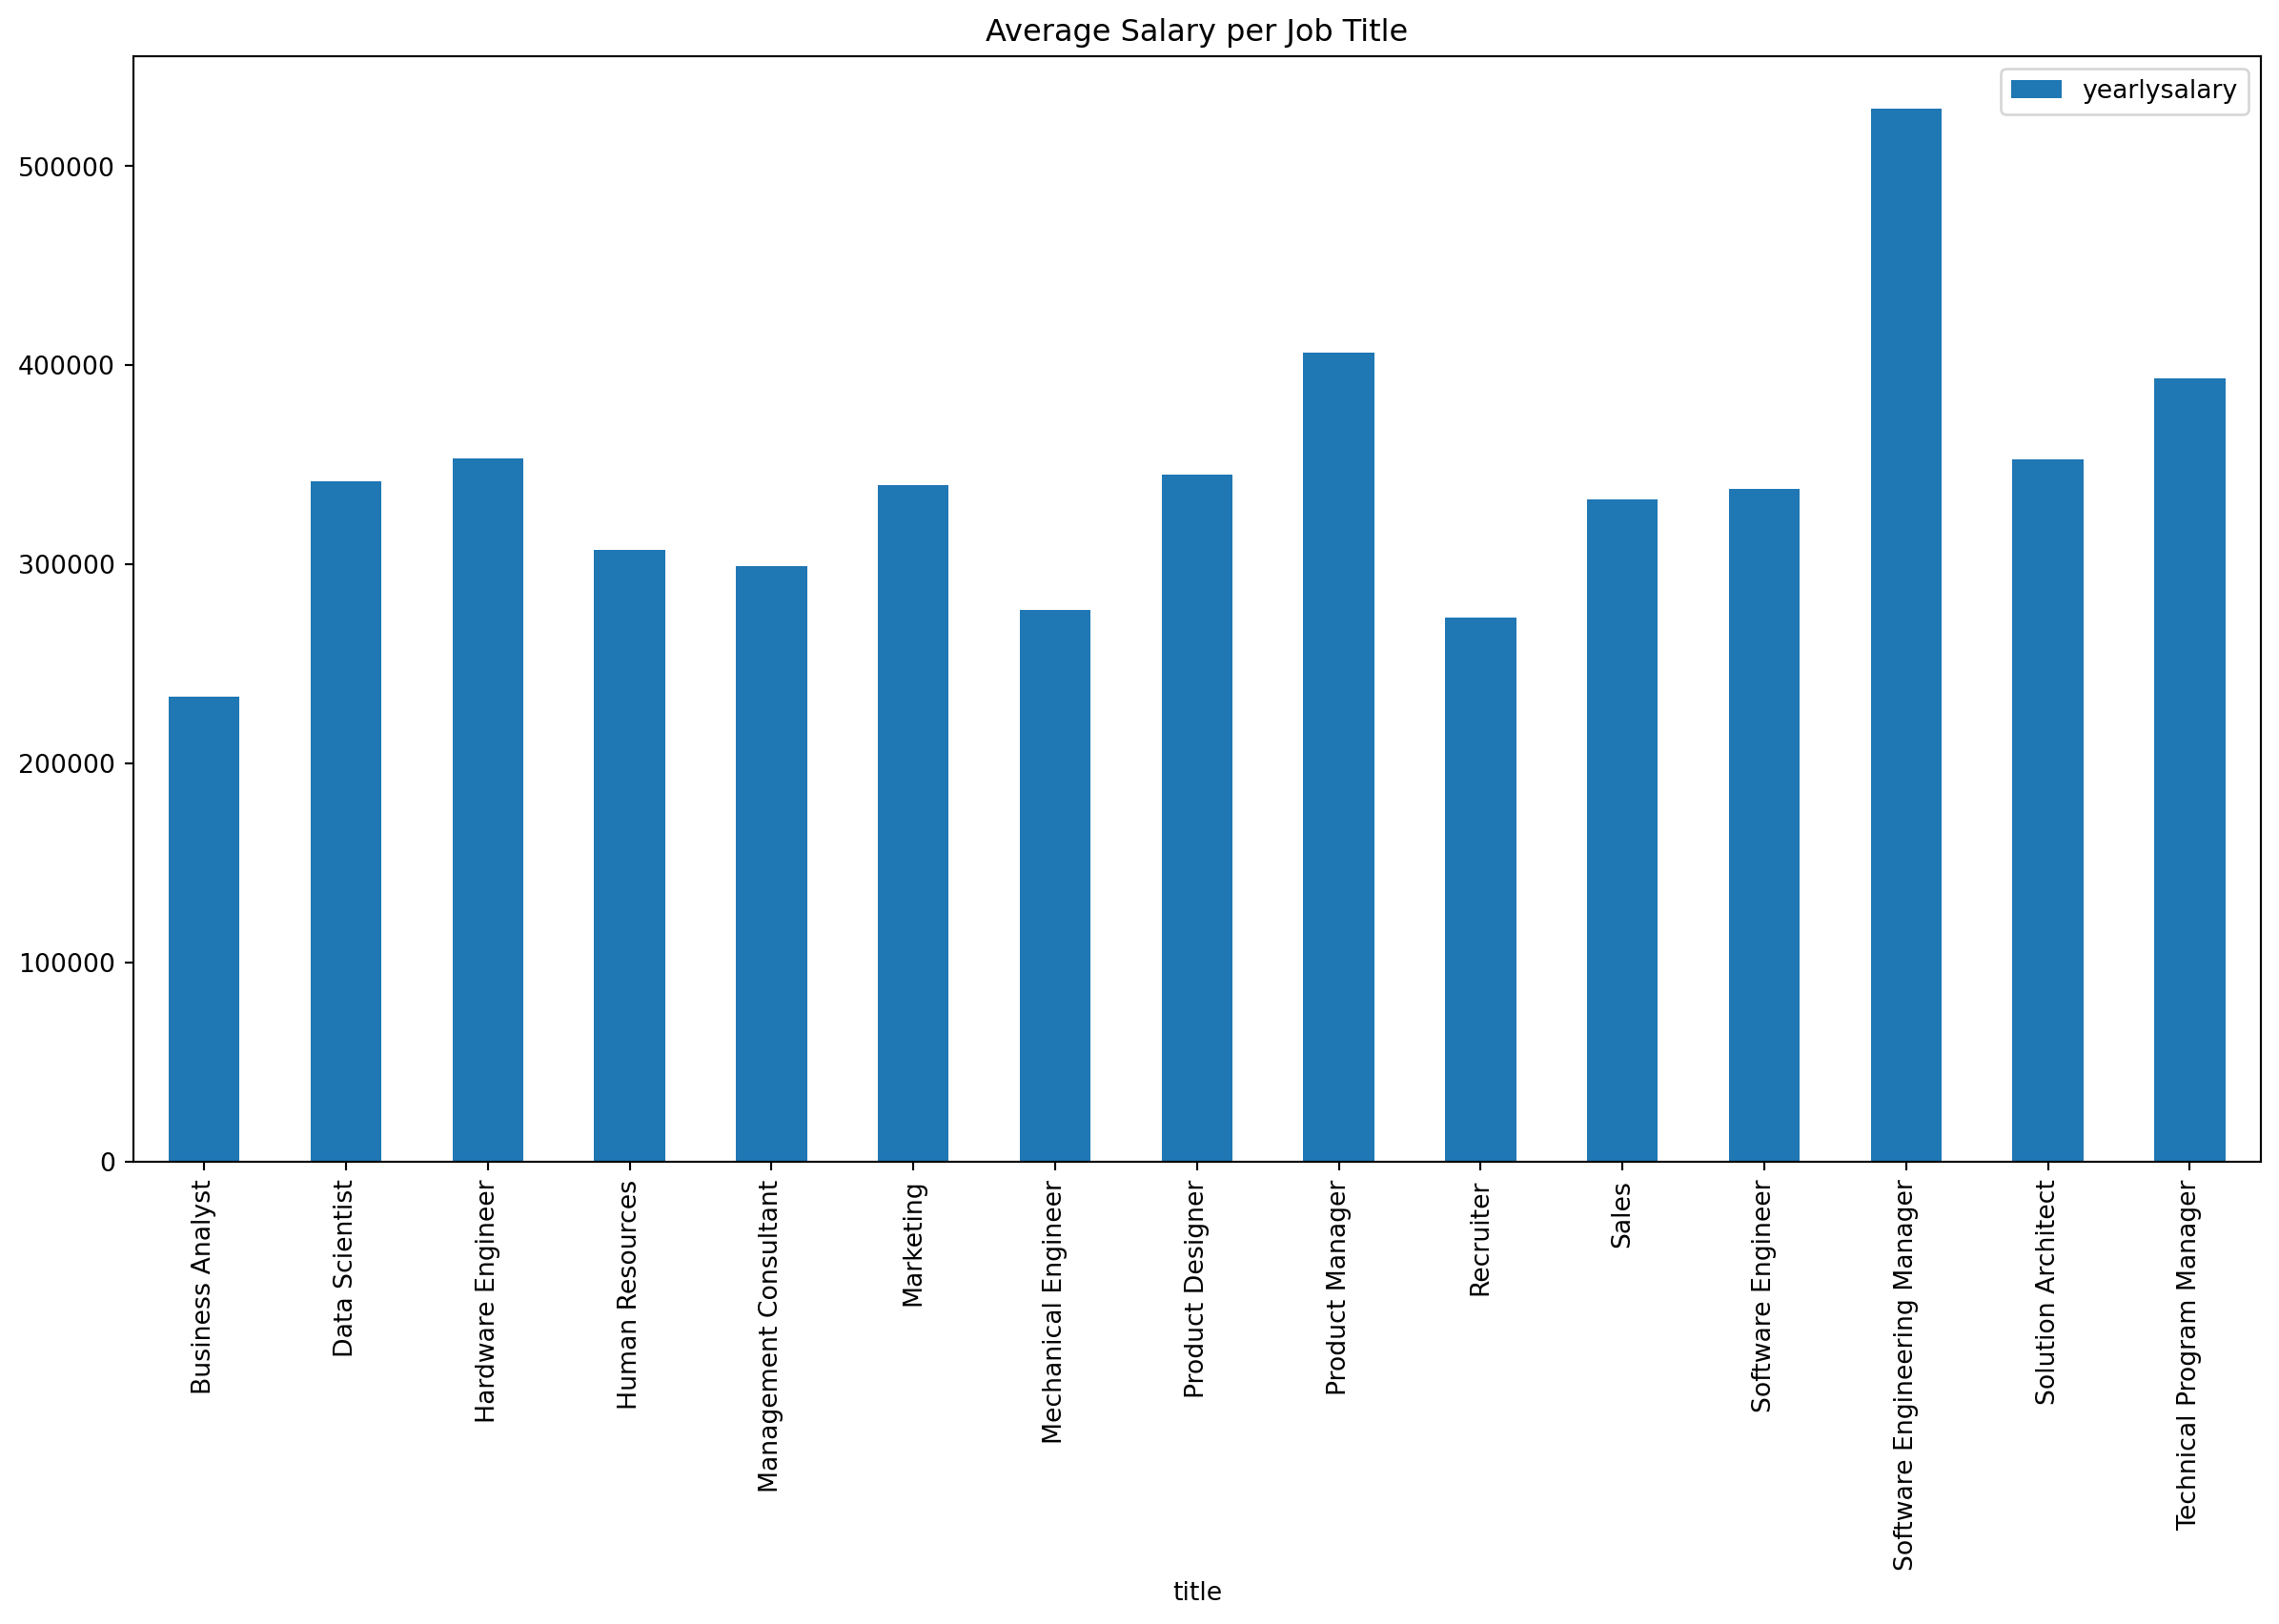 Average Salary per Job Title
yearlysalary
500000
400000
300000
200000
100000
0
Business Analyst
Data Scientist
Hardware Engineer
Human Resources
Management Consultant
Marketing
Mechanical Engineer
Product Designer
Product Manager
Recruiter
Sales
Software Engineer
Software Engineering Manager
Solution Architect
Technical Program Manager
title